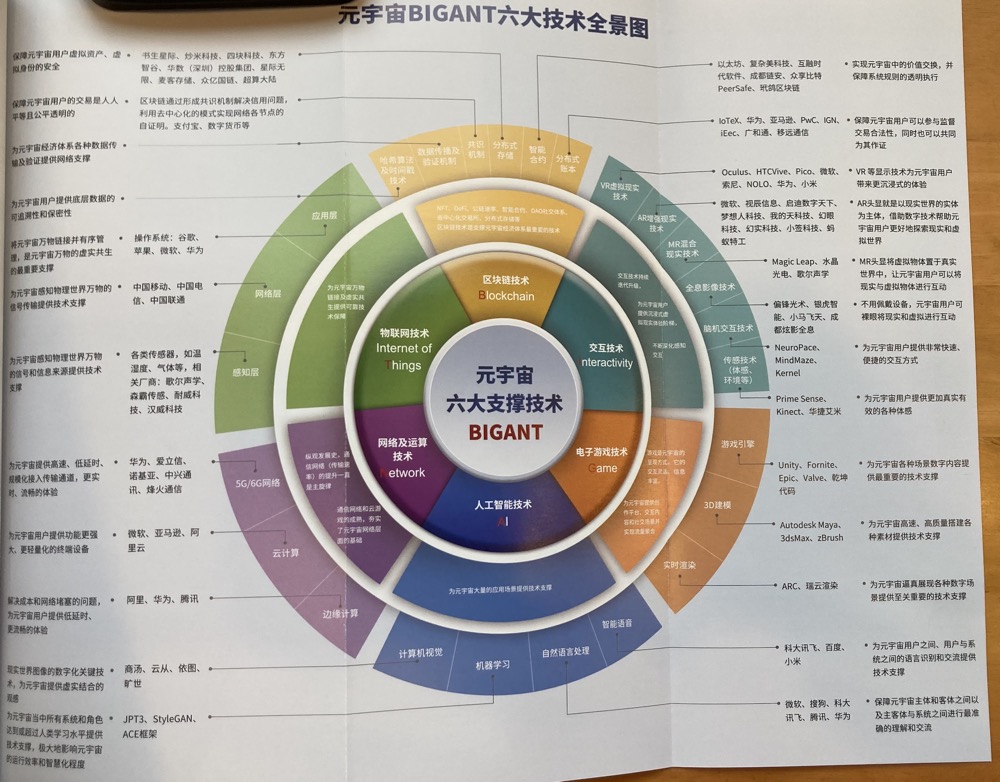 元宇宙BIGANT六大技术全景图
保障元宇宙用户虚拟资产、虚
拟身份的安全
书生星际、炒米科技、四块科技、东方
智谷、华数（深圳）控股集团、星际无
限、麦客存储、众亿国链、超算大陆
保障元宇宙用户的交易是人人
平等且公平透明的
区块链通过形成共识机制解决信用问题，
利用去中心化的模式实现网络各节点的
自证明。支付宝、数字货币等
为元宇宙经济体系各种数据传
输及验证提供网络支撑
为元宇宙用户提供底层数据的
可追溯性和保密性
将元宇宙万物链接并有序管
理，是元宇宙万物的虚实共生
的最重要支撑
操作系统：谷歌、
苹果、微软、华为
为元宇宙感知物理世界万物的
信号传输提供技术支撑
中国移动、中国电
信、中国联通
为元宇宙感知物理世界万物
的信号和信息来源提供技术
支撑
各类传感器，如温
湿度、气体等，相
关厂商：歌尔声学、
森霸传感、耐威科
技、汉威科技
为元宇宙提供高速、低延时、
规模化接入传输通道，更实
时、流畅的体验
华为、爱立信、
诺基亚、中兴通
讯、烽火通信
为元宇宙用户提供功能更强
大、更轻量化的终端设备
微软、亚马逊、阿
里云
解决成本和网络堵塞的问题，
为元宇宙用户提供低延时、
更流畅的体验
阿里、华为、腾讯
现实世界图像的数字化关键技
术，为元宇宙提供虚实结合的
观感
商汤、云从、依图、
旷世
为元宇宙当中所有系统和角色
达到或超过人类学习水平提供
技术支撑，极大地影响元宇宙
的运行效率和智慧化程度
JPT3、StyleGAN、
ACE框架
哈希算法
及时间戳
技术
数据传播及
验证机制
共识
机制
分布式
存储
智能
合约
分布式
账本
VR虚拟现实
技术
AR增强现实
技术
MR混合
现实技术
全息影像技术
脑机交互技术
传感技术
（体感、
环境等）
游戏引擎
3D建模
实时渲染
智能语音
自然语言处理
机器学习
计算机视觉
边缘计算
云计算
5G/6G网络
感知层
网络层
应用层
NXT、DeFi、公链速率、智能合约、DAO社交体系、
去中心化交易所、分布式存储等
区块链技术是支撑元宇宙经济体系最重要的技术
为元宇宙万物
链接及虚实共
生提供可靠技
术保障
交互技术持续
迭代升级，
为元宇宙用户
提供沉浸式虚
拟现实体验阶梯，
不断深化感知
交互
游戏是元宇宙的
呈现方式，它的
交互灵活、信息
丰富，
为元宇宙提供创
作平台、交互内
容和社交场景并
实现流量聚合
为元宇宙大量的应用场景提供技术支撑
纵观发展史，通
信网络（传输速
率）的提升一直
是主旋律
通信网络和云游
戏的成熟，夯实
了元宇宙网络层
面的基础
区块链技术
Blockchain
交互技术
Interactivity
电子游戏技术
Game
人工智能技术
AI
网络及运算
技术
Network
物联网技术
Internet of
Things
元宇宙
六大支撑技术
BIGANT
以太坊、复杂美科技、互融时
代软件、成都链安、众享比特
PeerSafe、玳鸽区块链
实现元宇宙中的价值交换，并
保障系统规则的透明执行
IoTeX、华为、亚马逊、PwC、IGN、
iEec、广和通、移远通信
保障元宇宙用户可以参与监督
交易合法性，同时也可以共同
为其作证
Oculus、HTCVive、Pico、微软、
索尼、NOLO、华为、小米
VR 等显示技术为元宇宙用户
带来更沉浸式的体验
微软、视辰信息、启迪数字天下、
梦想人科技、我的天科技、幻眼
科技、幻实科技、小签科技、蚂
蚁特工
AR头显就是以现实世界的实体
为主体，借助数字技术帮助元
宇宙用户更好地探索现实和虚
拟世界
Magic Leap、水晶
光电、歌尔声学
MR头显将虚拟物体置于真实
世界中，让元宇宙用户可以将
现实与虚拟物体进行互动
偏锋光术、银虎智
能、小马飞天、成
都炫影全息
不用佩戴设备，元宇宙用户可
裸眼将现实和虚拟进行互动
NeuroPace、
MindMaze、
Kernel
为元宇宙用户提供非常快速、
便捷的交互方式
Prime Sense、
Kinect、华捷艾米
为元宇宙用户提供更加真实有
效的各种体感
Unity、Fornite、
Epic、Valve、乾坤
代码
为元宇宙各种场景数字内容提
供最重要的技术支撑
Autodesk Maya、
3dsMax、zBrush
为元宇宙高速、高质量搭建各
种素材提供技术支撑
ARC、瑞云渲染
为元宇宙逼真展现各种数字场
景提供至关重要的技术支撑
科大讯飞、百度、
小米
为元宇宙用户之间、用户与系
统之间的语言识别和交流提供
技术支撑
微软、搜狗、科大
讯飞、腾讯、华为
保障元宇宙主体和客体之间以
及主客体与系统之间进行最准
确的理解和交流